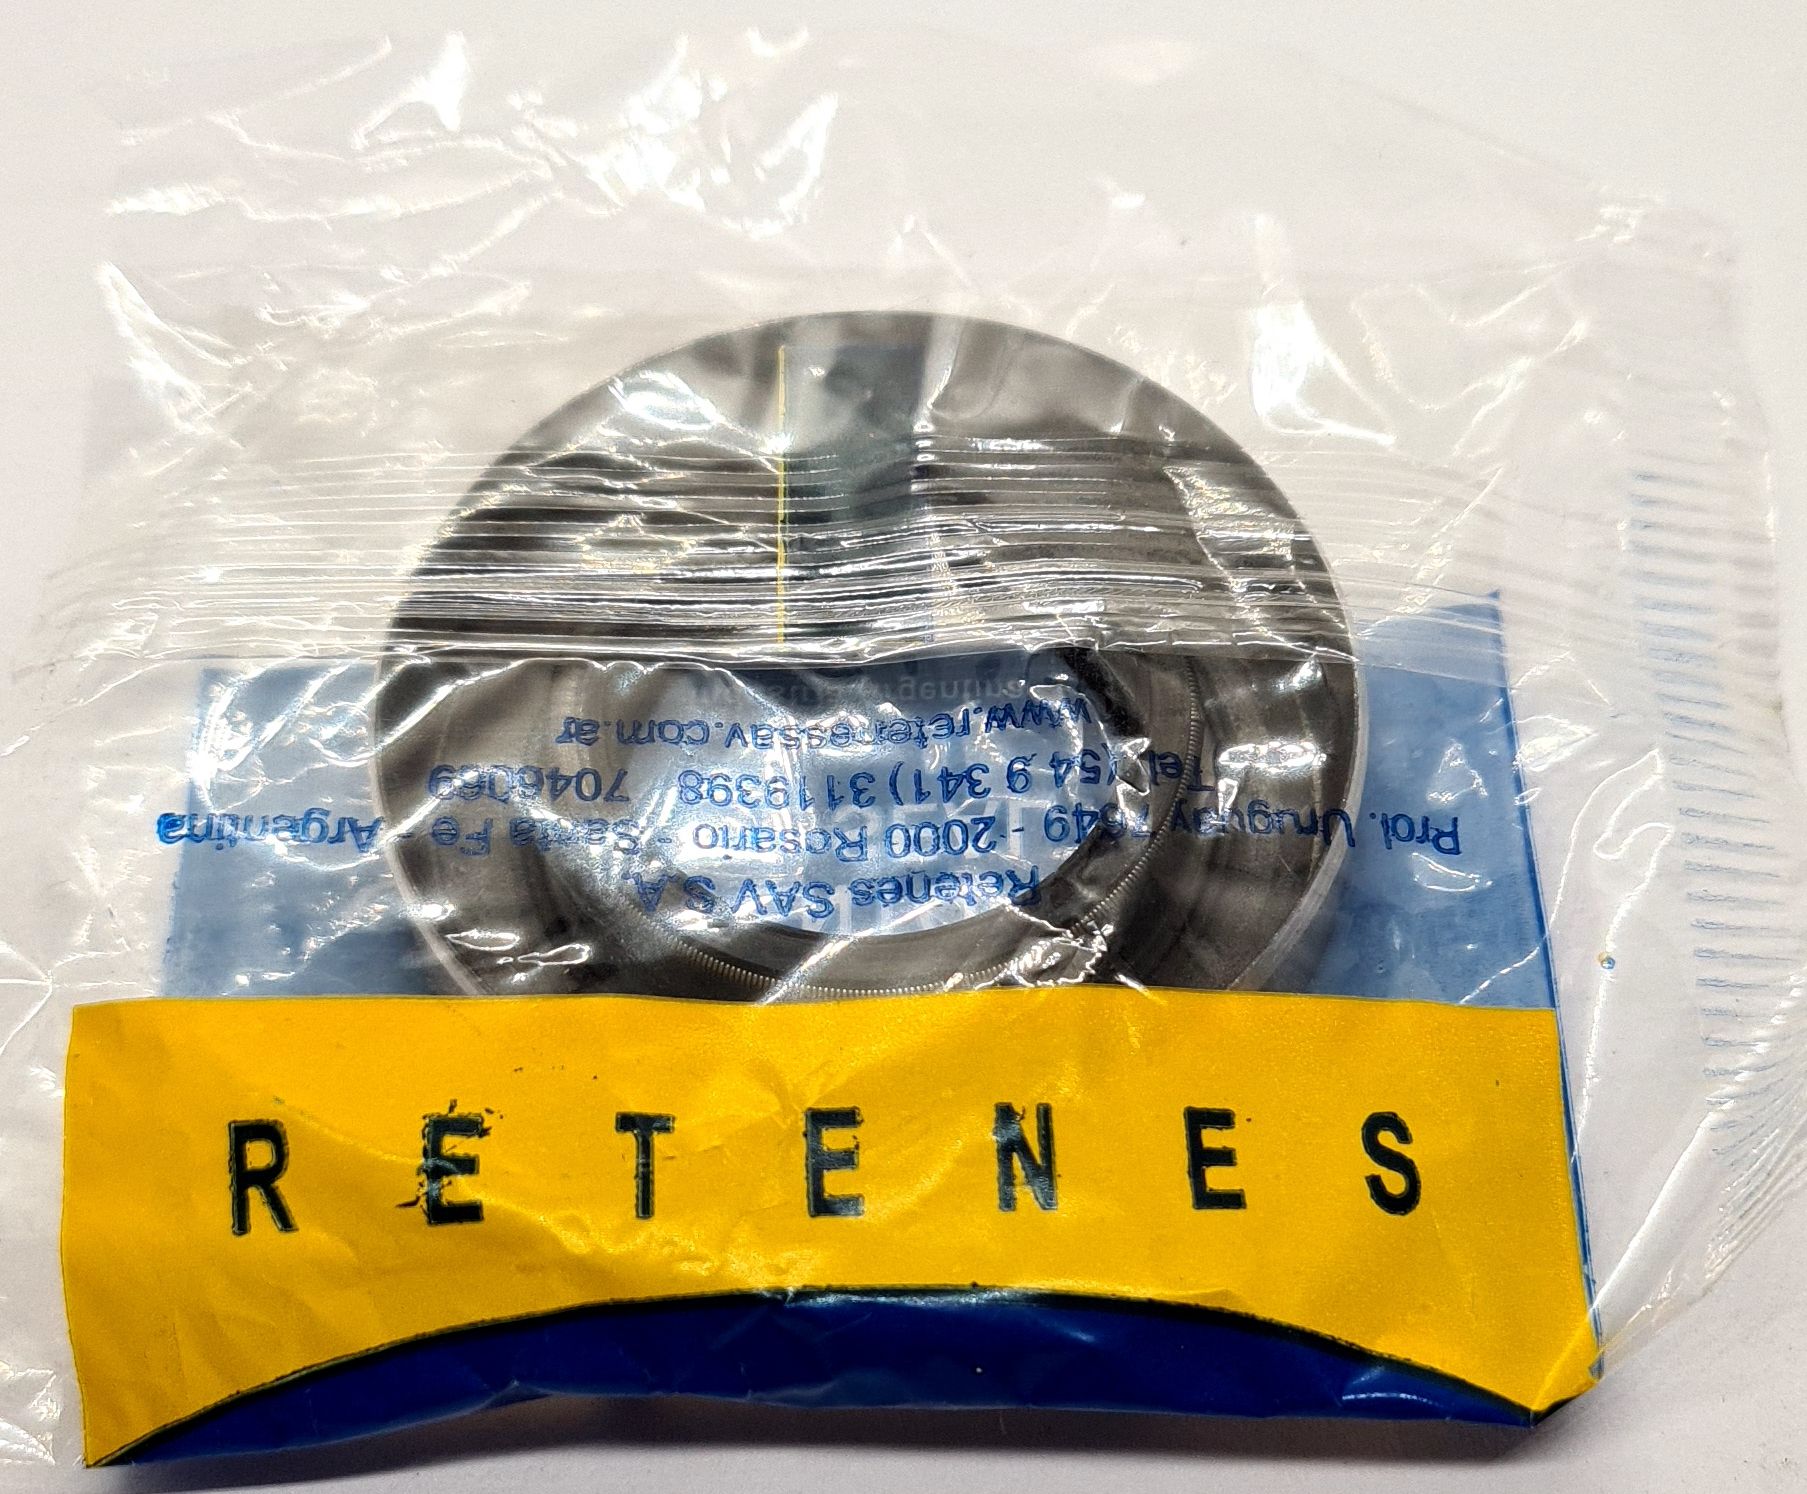 Retenes SAV S.A.
Prol. Uruguay 7649 - 2000 Rosario - Santa Fe - Argentina
Tel. (54 9 341) 3119398 7046069
www.retenessav.com.ar
RETENES